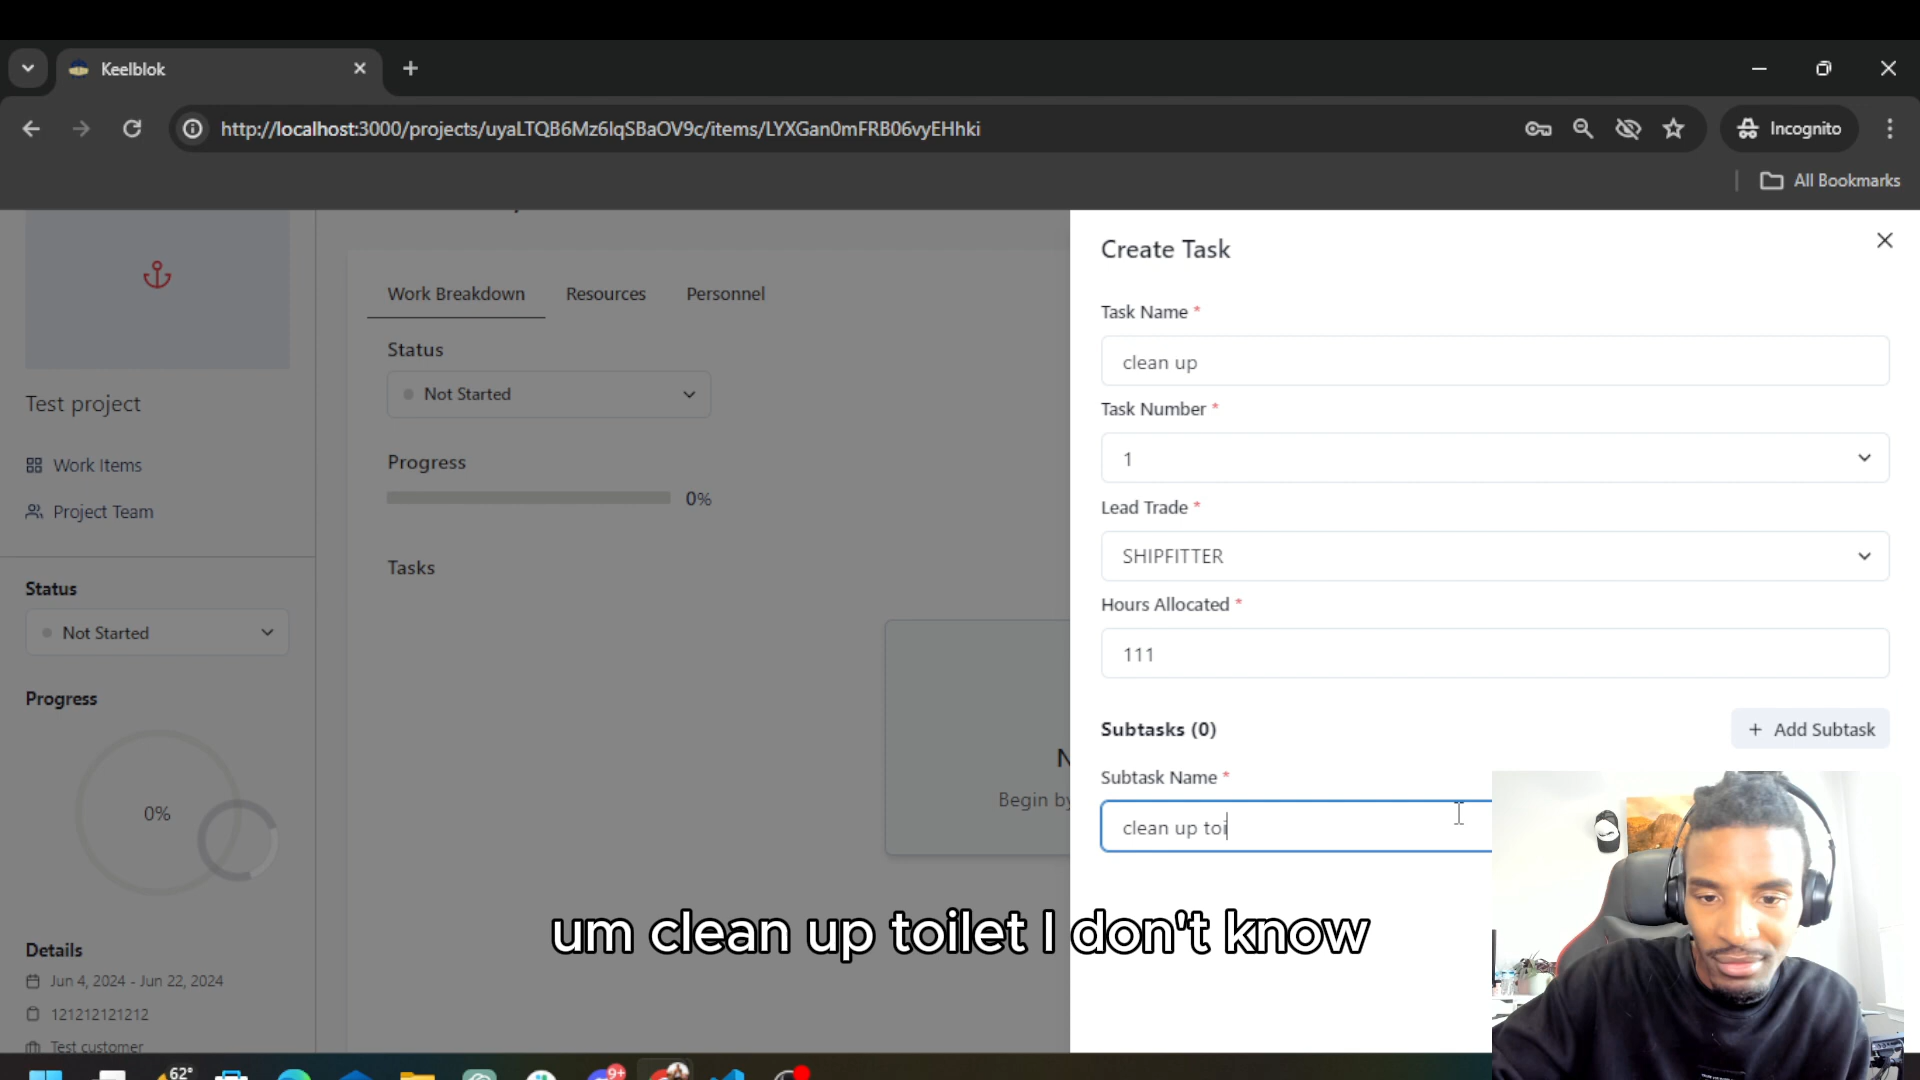 Keelblok
http://localhost:3000/projects/uyaLTQB6Mz6lqSBaOV9c/items/LYXGan0mFRB06vyEHhki
Incognito
All Bookmarks
Test project
Work Items
Project Team
Status
Not Started
Progress
0%
Details
Jun 4, 2024 - Jun 22, 2024
121212121212
Test customer
Work Breakdown
Resources
Personnel
Status
Not Started
Progress
0%
Tasks
N
Begin by
Create Task
Task Name *
clean up
Task Number *
1
Lead Trade *
SHIPFITTER
Hours Allocated *
111
Subtasks (0)
+ Add Subtask
Subtask Name *
clean up toi
um clean up toilet I don't know
62°
9+